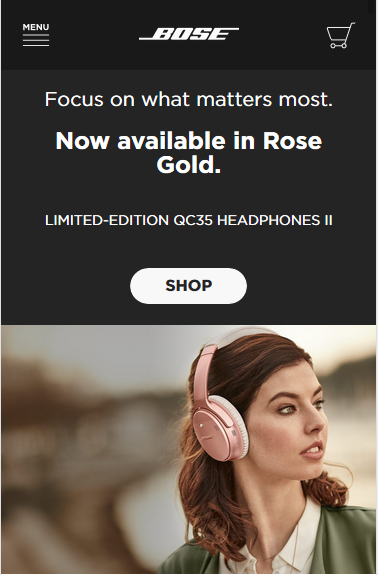 MENU
BOSE
Focus on what matters most.
Now available in Rose
Gold.
LIMITED-EDITION QC35 HEADPHONES II
SHOP